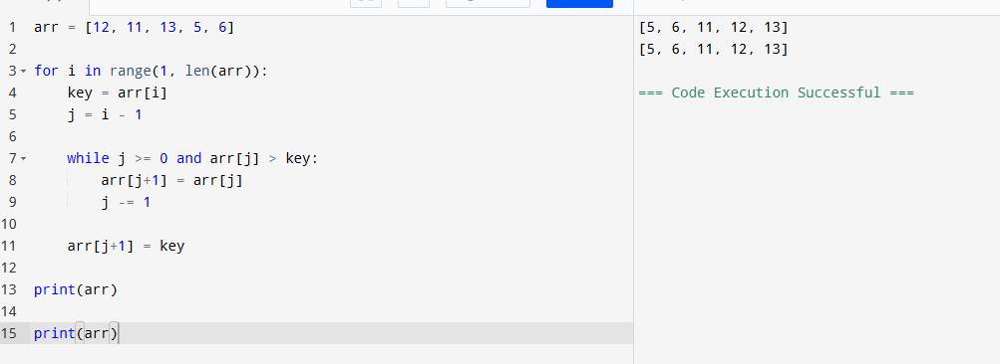 1 arr = [12, 11, 13, 5, 6]
2
3 for i in range(1, len(arr)):
4     key = arr[i]
5     j = i - 1
6
7     while j >= 0 and arr[j] > key:
8         arr[j+1] = arr[j]
9         j -= 1
10
11     arr[j+1] = key
12
13 print(arr)
14
15 print(arr)
[5, 6, 11, 12, 13]
[5, 6, 11, 12, 13]
=== Code Execution Successful ===